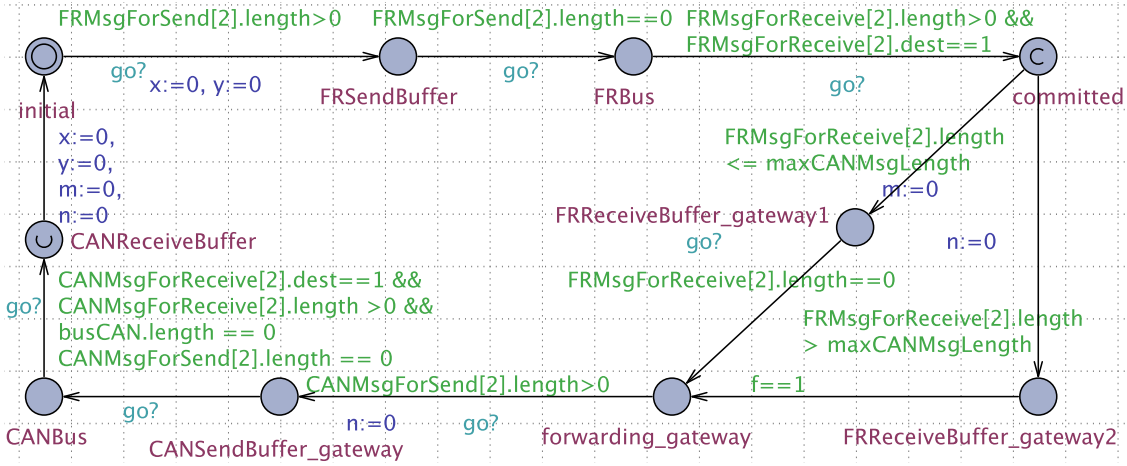 FRMsgForSend[2].length>0
FRMsgForSend[2].length==0
FRMsgForReceive[2].length>0 &&
FRMsgForReceive[2].dest==1
go?
x:=0, y:=0
go?
go?
initial
FRSendBuffer
FRBus
C
committed
x:=0,
y:=0,
m:=0,
n:=0
FRMsgForReceive[2].length
<= maxCANMsgLength
m:=0
FRReceiveBuffer_gateway1
go?
n:=0
U
CANReceiveBuffer
go?
CANMsgForReceive[2].dest==1 &&
CANMsgForReceive[2].length >0 &&
busCAN.length == 0
CANMsgForSend[2].length == 0
FRMsgForReceive[2].length==0
FRMsgForReceive[2].length
> maxCANMsgLength
CANMsgForSend[2].length>0
f==1
go?
n:=0
go?
CANBus
CANSendBuffer_gateway
forwarding_gateway
FRReceiveBuffer_gateway2